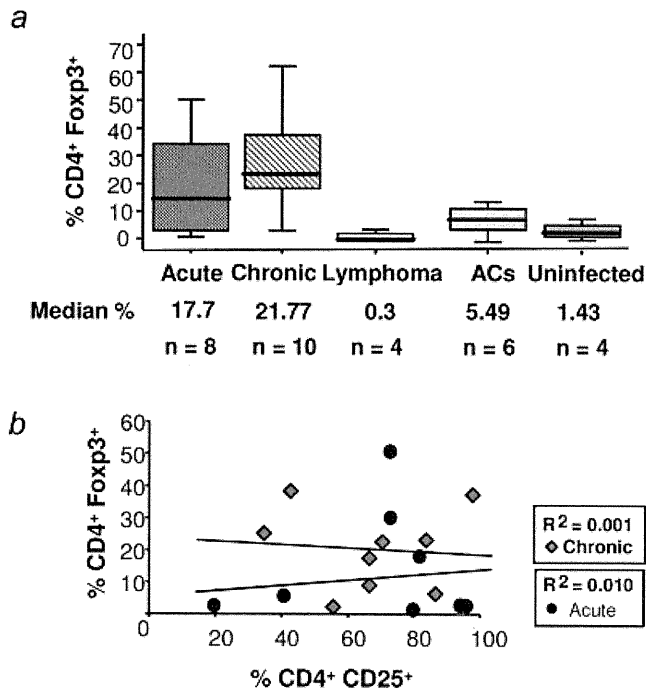 a
% CD4⁺ Foxp3⁺
70
60
50
40
30
20
10
0
Acute Chronic Lymphoma ACs Uninfected
Median % 17.7 21.77 0.3 5.49 1.43
n = 8 n = 10 n = 4 n = 6 n = 4
b
% CD4⁺ Foxp3⁺
60
50
40
30
20
10
0 20 40 60 80 100
% CD4⁺ CD25⁺
R² = 0.001
Chronic
R² = 0.010
Acute